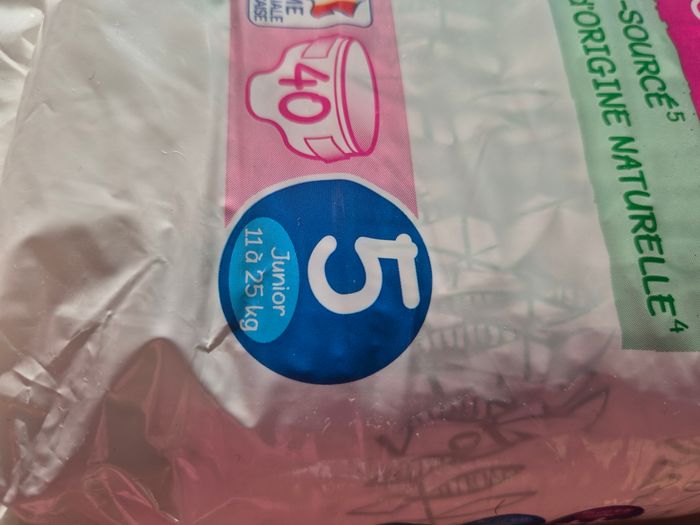 -SOURCÉ⁵
D'ORIGINE NATURELLE⁴
40
5
Junior
11 à 25 kg